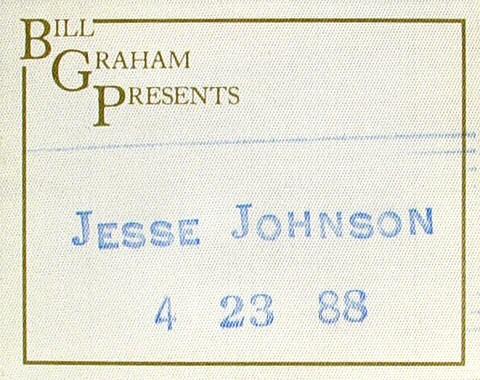 BILL
GRAHAM
PRESENTS
JESSE JOHNSON
4 23 88